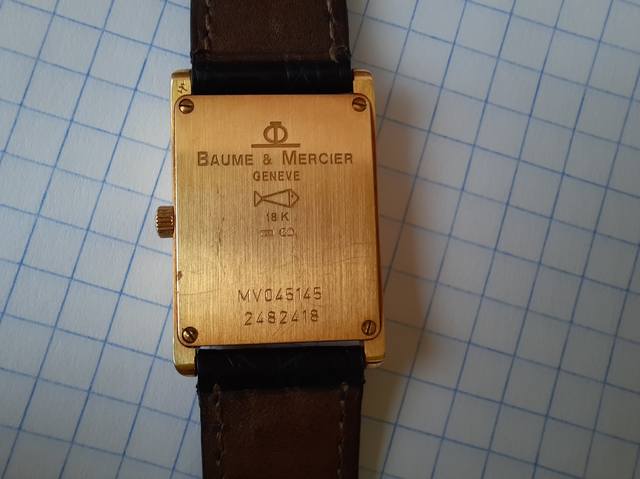 BAUME & MERCIER
GENEVE
18 K
MV045145
2482418